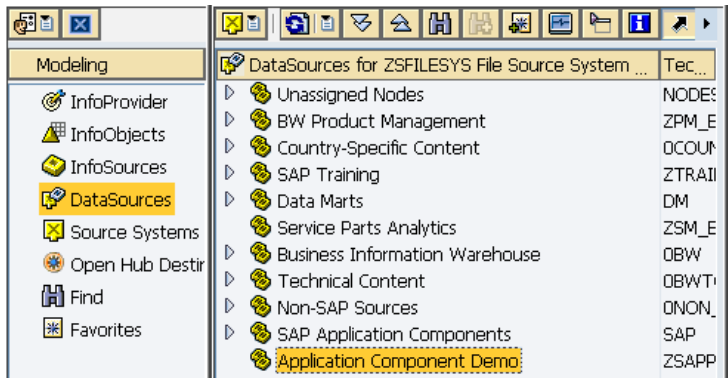 Modeling
InfoProvider
InfoObjects
InfoSources
DataSources
Source Systems
Open Hub Destir
Find
Favorites
DataSources for ZSFILESYS File Source System ... Tec...
Unassigned Nodes NODES
BW Product Management ZPM_E
Country-Specific Content 0COUN
SAP Training ZTRAI
Data Marts DM
Service Parts Analytics ZSM_E
Business Information Warehouse 0BW
Technical Content 0BWT
Non-SAP Sources 0NON_
SAP Application Components SAP
Application Component Demo ZSAPP